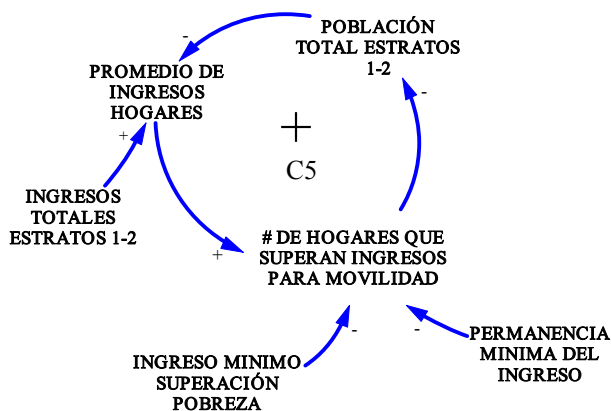 POBLACIÓN
TOTAL ESTRATOS
1-2
-
-
PROMEDIO DE
INGRESOS
HOGARES
+
+
C5
INGRESOS
TOTALES
ESTRATOS 1-2
# DE HOGARES QUE
SUPERAN INGRESOS
PARA MOVILIDAD
+
-
-
INGRESO MINIMO
SUPERACIÓN
POBREZA
PERMANENCIA
MINIMA DEL
INGRESO